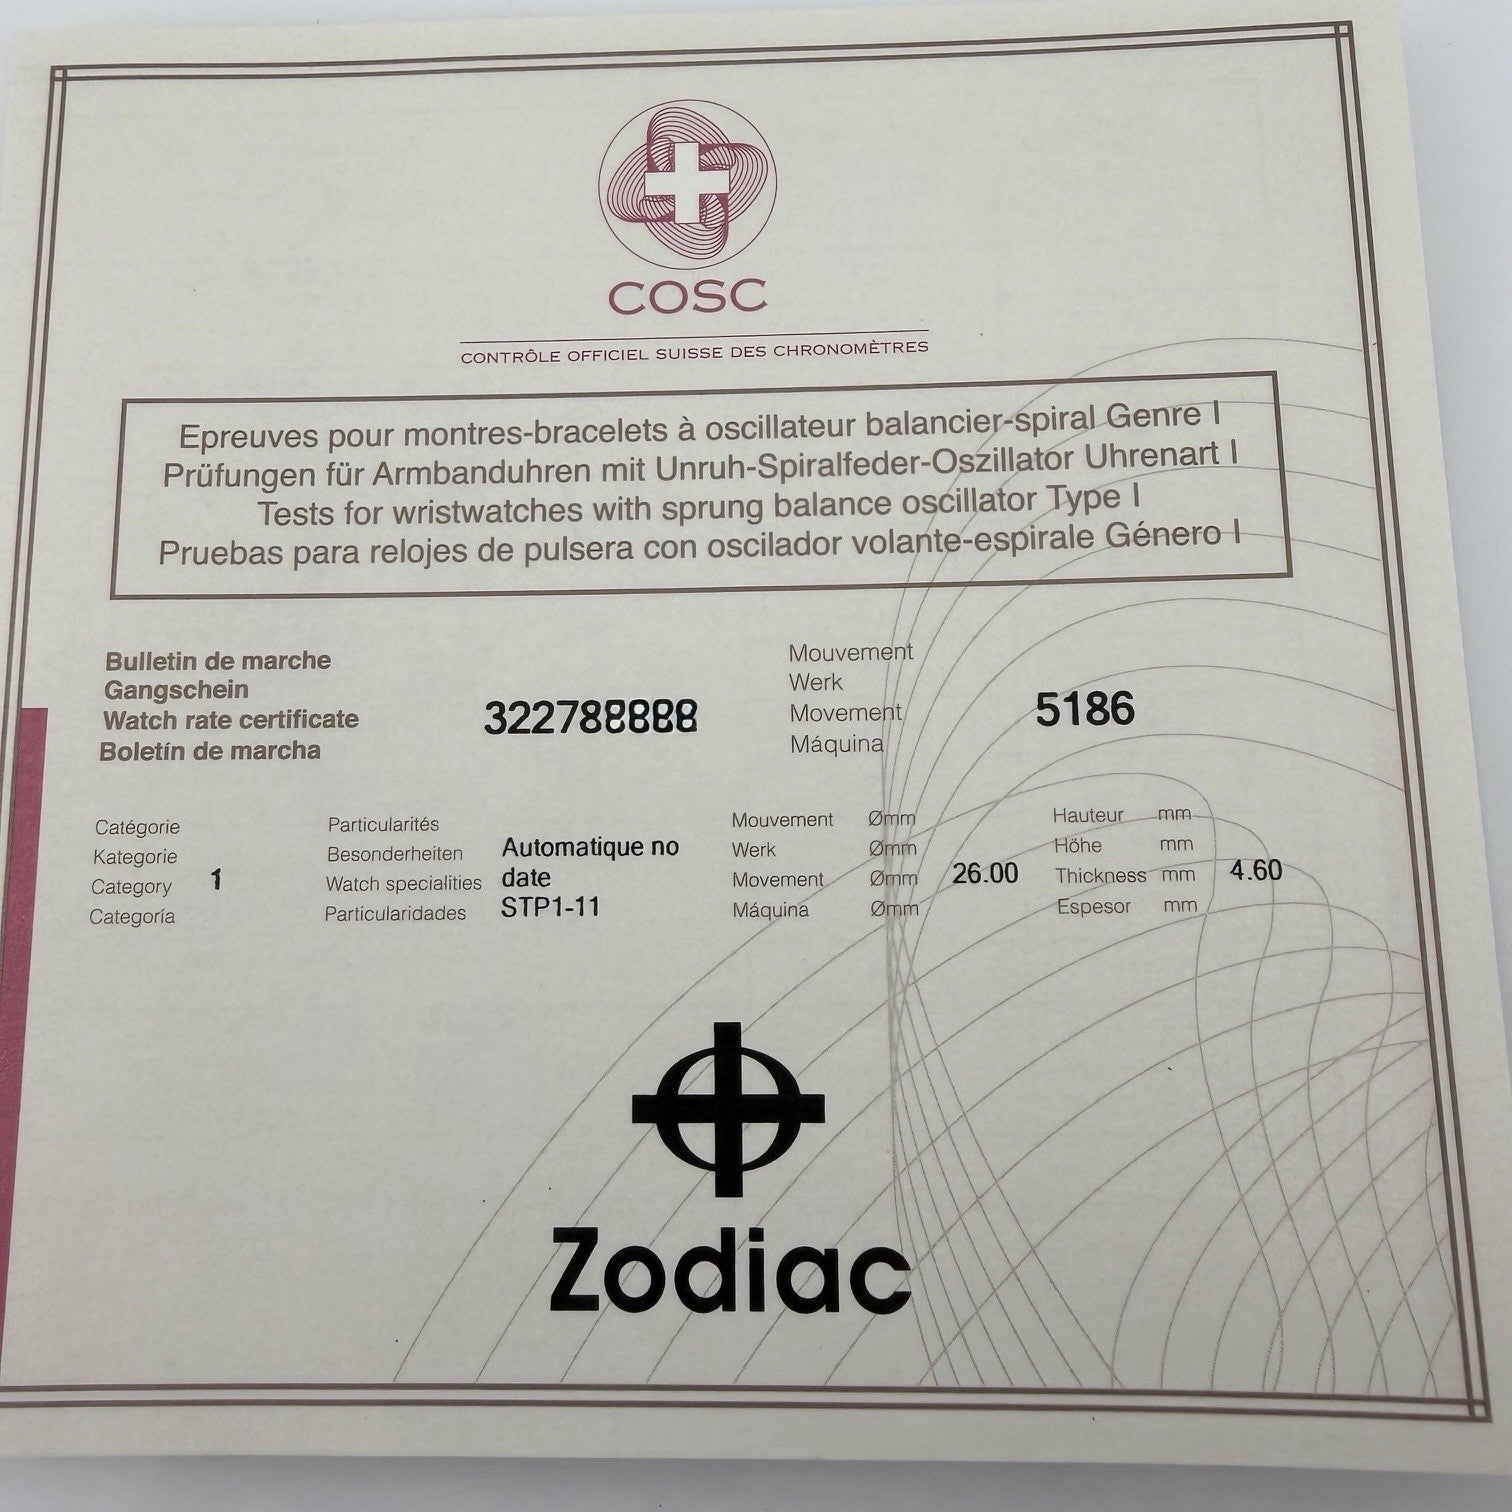 COSC
CONTRÔLE OFFICIEL SUISSE DES CHRONOMÈTRES
Epreuves pour montres-bracelets à oscillateur balancier-spiral Genre I
Prüfungen für Armbanduhren mit Unruh-Spiralfeder-Oszillator Uhrenart I
Tests for wristwatches with sprung balance oscillator Type I
Pruebas para relojes de pulsera con oscilador volante-espirale Género I
Bulletin de marche
Gangschein
Watch rate certificate
Boletín de marcha
322788888
Mouvement
Werk
Movement
Máquina
5186
Catégorie
Kategorie
Category 1
Categoría
Particularités
Besonderheiten Automatique no
Watch specialities date
Particularidades STP1-11
Mouvement Ømm
Werk Ømm
Movement Ømm 26.00
Máquina Ømm
Hauteur mm
Höhe mm
Thickness mm 4.60
Espesor mm
Zodiac